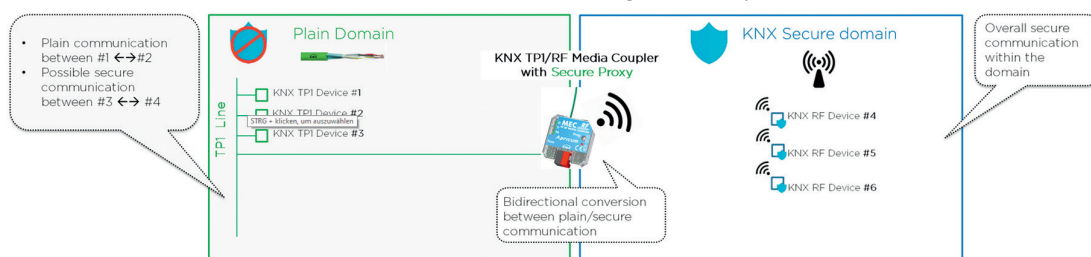 • Plain communication
between #1 ←→#2
• Possible secure
communication
between #3 ←→ #4
Plain Domain
TP1 Line
KNX TP1 Device #1
KNX TP1 Device #2
STRG + klicken, um auszuwählen
KNX TP1 Device #3
KNX TP1/RF Media Coupler
with Secure Proxy
MEC
Apricum
Bidirectional conversion
between plain/secure
communication
KNX Secure domain
KNX RF Device #4
KNX RF Device #5
KNX RF Device #6
Overall secure
communication
within the
domain